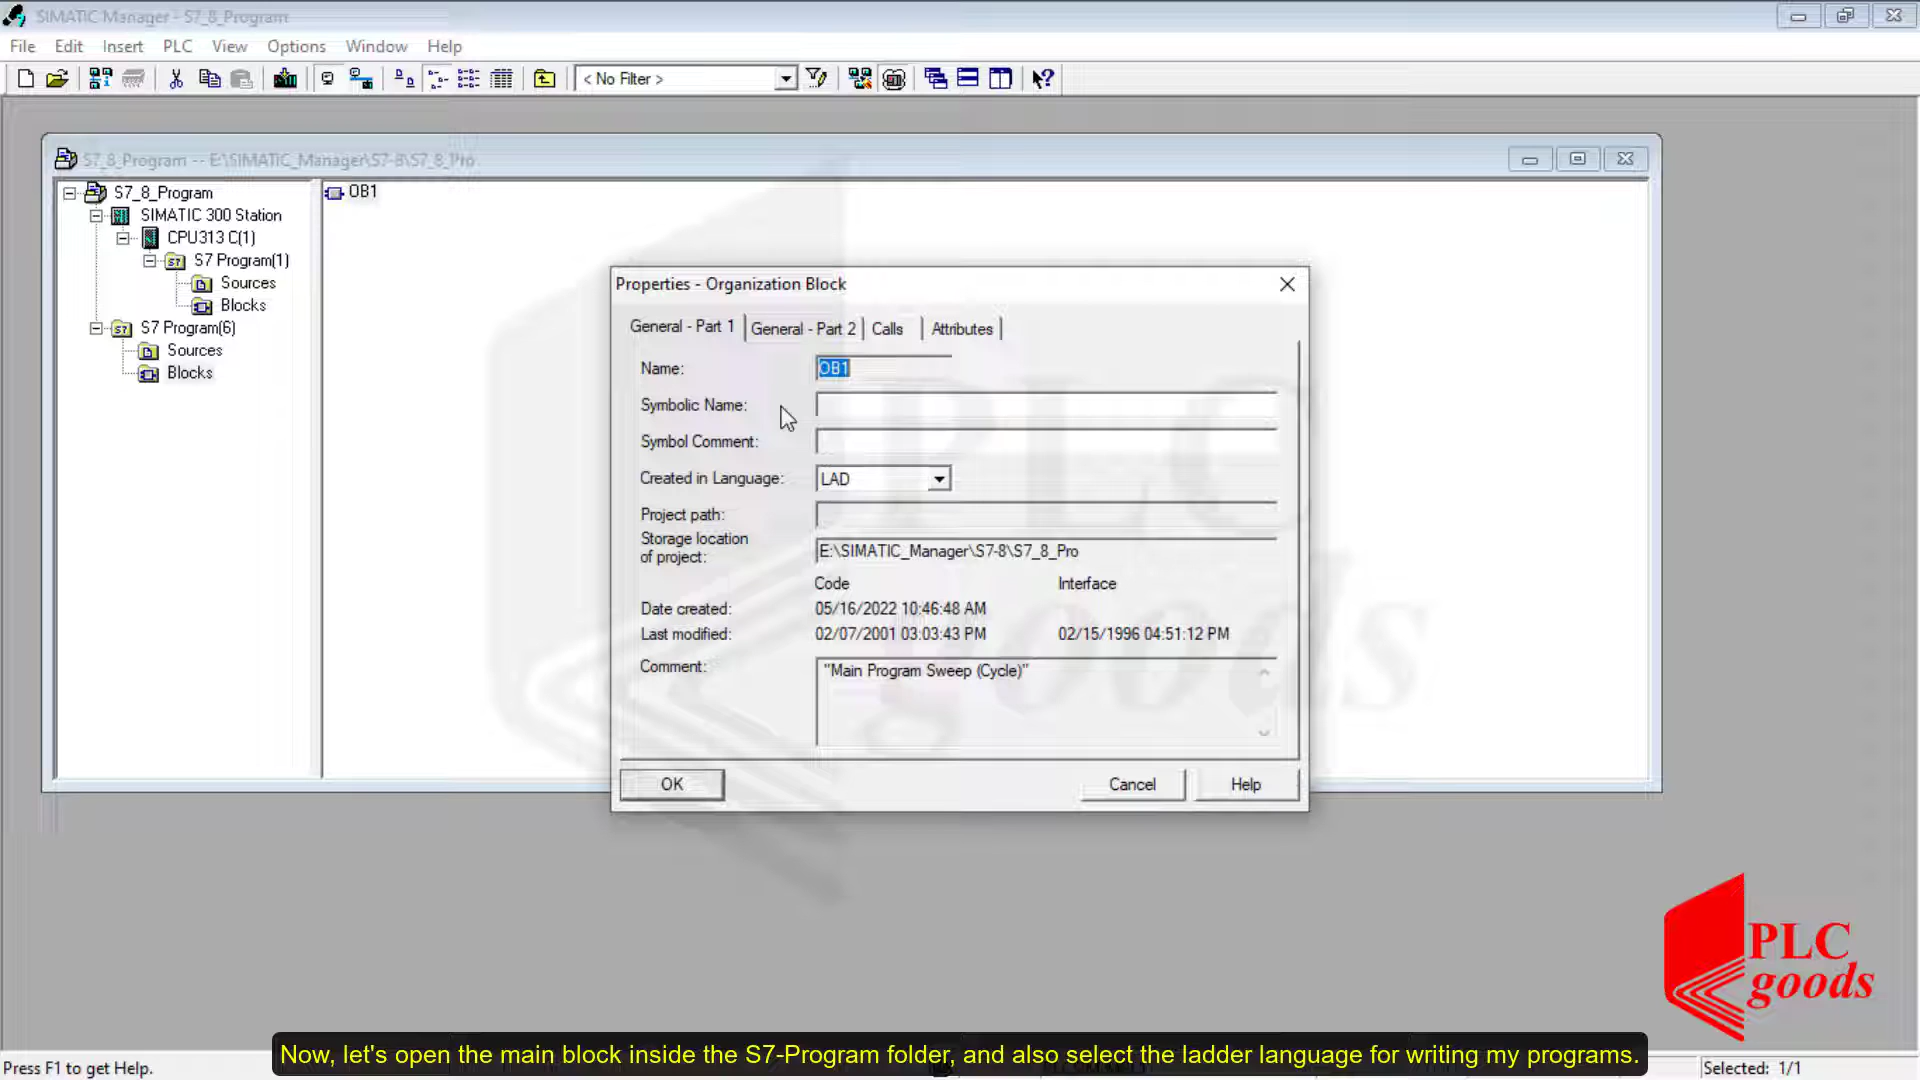 SIMATIC Manager - S7_8_Program
File Edit Insert PLC View Options Window Help
< No Filter >
S7_8_Program -- E:\SIMATIC_Manager\S7-8\S7_8_Pro
S7_8_Program
OB1
SIMATIC 300 Station
CPU313 C(1)
S7 Program(1)
Sources
Blocks
S7 Program(6)
Sources
Blocks
Properties - Organization Block
General - Part 1 General - Part 2 Calls Attributes
Name: OB1
Symbolic Name:
Symbol Comment:
Created in Language: LAD
Project path:
Storage location
of project: E:\SIMATIC_Manager\S7-8\S7_8_Pro
Code Interface
Date created: 05/16/2022 10:46:48 AM
Last modified: 02/07/2001 03:03:43 PM 02/15/1996 04:51:12 PM
Comment: "Main Program Sweep (Cycle)"
OK Cancel Help
PLC
goods
PLC
goods
Now, let's open the main block inside the S7-Program folder, and also select the ladder language for writing my programs.
Press F1 to get Help.
Selected: 1/1